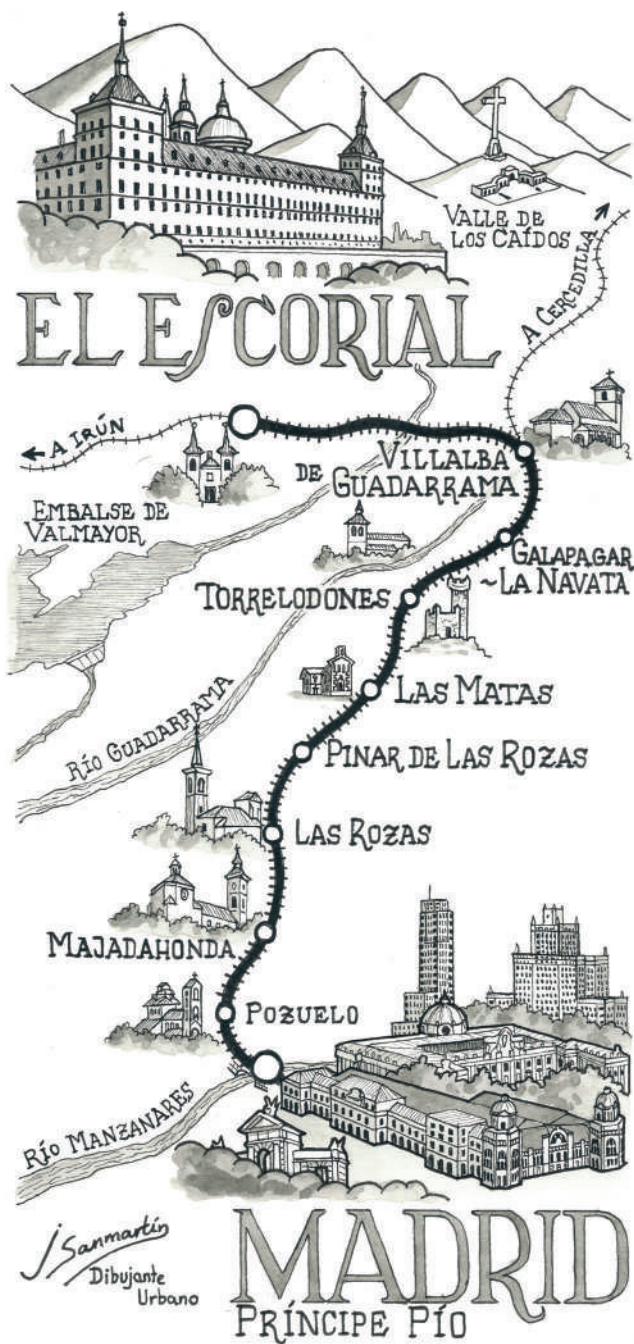 VALLE DE
LOS CAÍDOS
A CERCEDILLA
EL ESCORIAL
A IRÚN
VILLALBA
DE GUADARRAMA
EMBALSE DE
VALMAYOR
GALAPAGAR
~LA NAVATA
TORRELODONES
LAS MATAS
RÍO GUADARRAMA
PINAR DE LAS ROZAS
LAS ROZAS
MAJADAHONDA
POZUELO
RÍO MANZANARES
J Sanmartín
Dibujante
Urbano
MADRID
PRÍNCIPE PÍO